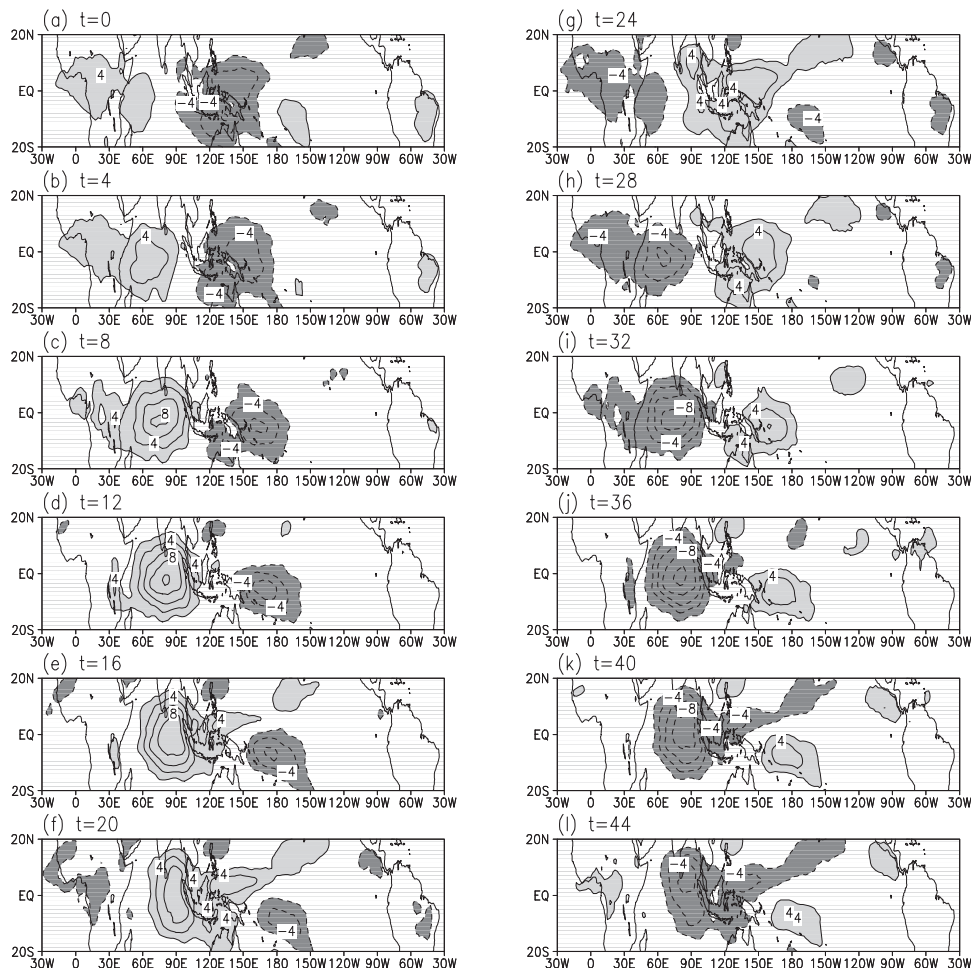 (a) t=0
20N
4
EQ
-4
-4
20S
30W 0 30E 60E 90E 120E 150E 180 150W 120W 90W 60W 30W
(b) t=4
20N
4
-4
EQ
-4
20S
30W 0 30E 60E 90E 120E 150E 180 150W 120W 90W 60W 30W
(c) t=8
20N
-4
EQ
4
8
4
-4
20S
30W 0 30E 60E 90E 120E 150E 180 150W 120W 90W 60W 30W
(d) t=12
20N
4
8
4
EQ
4
-4
-4
20S
30W 0 30E 60E 90E 120E 150E 180 150W 120W 90W 60W 30W
(e) t=16
20N
4
8
4
EQ
-4
20S
30W 0 30E 60E 90E 120E 150E 180 150W 120W 90W 60W 30W
(f) t=20
20N
4
4
4
EQ
4
4
-4
20S
30W 0 30E 60E 90E 120E 150E 180 150W 120W 90W 60W 30W
(g) t=24
20N
4
-4
4
EQ
4
4
-4
20S
30W 0 30E 60E 90E 120E 150E 180 150W 120W 90W 60W 30W
(h) t=28
20N
-4
-4
4
EQ
4
20S
30W 0 30E 60E 90E 120E 150E 180 150W 120W 90W 60W 30W
(i) t=32
20N
-8
4
EQ
-4
4
20S
30W 0 30E 60E 90E 120E 150E 180 150W 120W 90W 60W 30W
(j) t=36
20N
-4
-8
-4
EQ
4
20S
30W 0 30E 60E 90E 120E 150E 180 150W 120W 90W 60W 30W
(k) t=40
20N
-4
-8
-4
-4
EQ
4
20S
30W 0 30E 60E 90E 120E 150E 180 150W 120W 90W 60W 30W
(l) t=44
20N
-4
-4
EQ
4
4
20S
30W 0 30E 60E 90E 120E 150E 180 150W 120W 90W 60W 30W